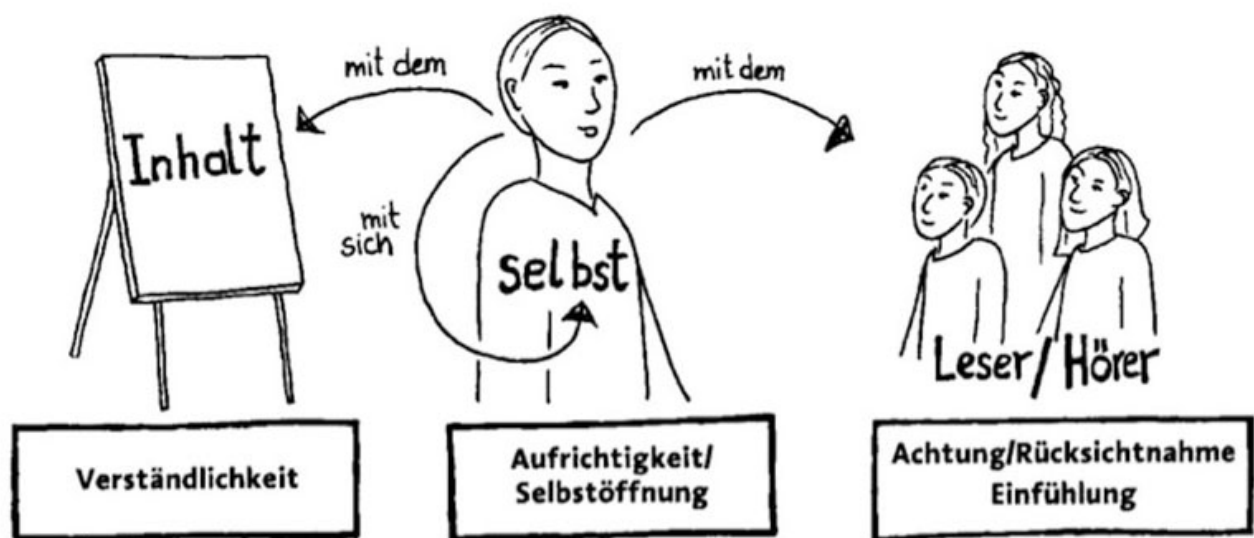 mit dem
mit dem
Inhalt
mit
sich
selbst
Leser/Hörer
Verständlichkeit
Aufrichtigkeit/
Selbstöffnung
Achtung/Rücksichtnahme
Einfühlung